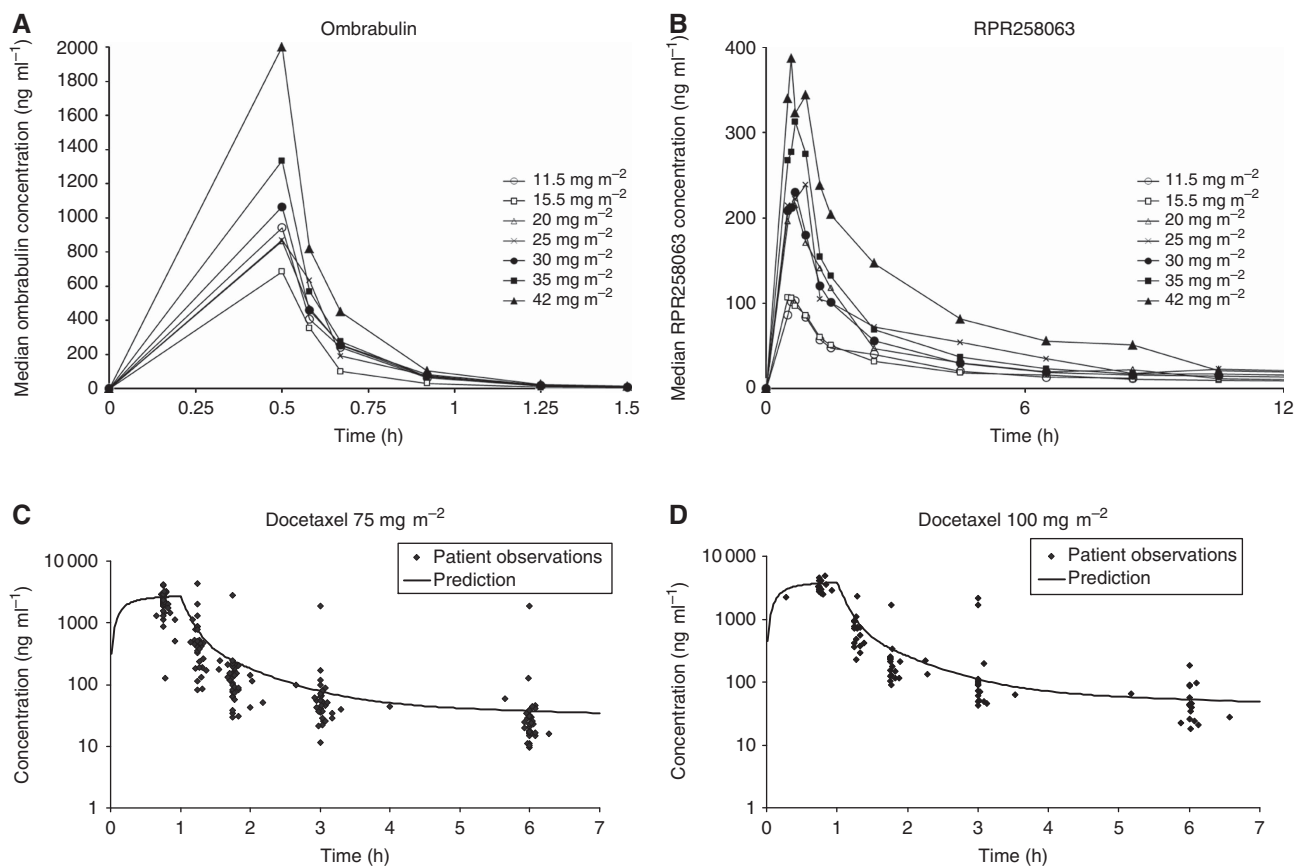 A
Ombrabulin
Median ombrabulin concentration (ng ml⁻¹)
2000
1800
1600
1400
1200
1000
800
600
400
200
0
11.5 mg m⁻²
15.5 mg m⁻²
20 mg m⁻²
25 mg m⁻²
30 mg m⁻²
35 mg m⁻²
42 mg m⁻²
0 0.25 0.5 0.75 1 1.25 1.5
Time (h)
B
RPR258063
Median RPR258063 concentration (ng ml⁻¹)
400
300
200
100
0
11.5 mg m⁻²
15.5 mg m⁻²
20 mg m⁻²
25 mg m⁻²
30 mg m⁻²
35 mg m⁻²
42 mg m⁻²
0 6 12
Time (h)
C
Docetaxel 75 mg m⁻²
Concentration (ng ml⁻¹)
10 000
1000
100
10
1
Patient observations
Prediction
0 1 2 3 4 5 6 7
Time (h)
D
Docetaxel 100 mg m⁻²
Concentration (ng ml⁻¹)
10 000
1000
100
10
1
Patient observations
Prediction
0 1 2 3 4 5 6 7
Time (h)